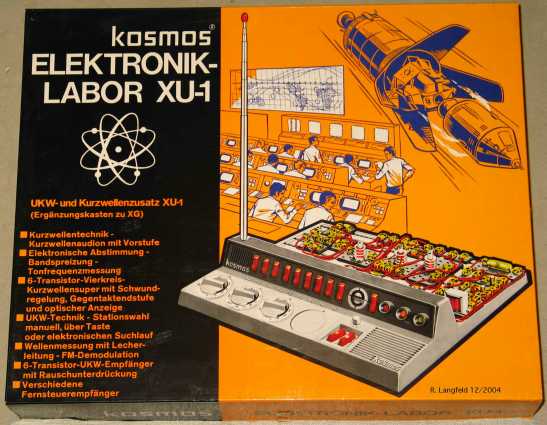 kosmos®
ELEKTRONIK-
LABOR XU-1
UKW-und Kurzwellenzusatz XU-1
(Ergänzungskasten zu XG)
Kurzwellentechnik -
Kurzwellenaudion mit Vorstufe
Elektronische Abstimmung -
Bandspreizung -
Tonfrequenzmessung
6-Transistor-Vierkreis-
Kurzwellensuper mit Schwund-
regelung, Gegentaktendstufe
und optischer Anzeige
UKW-Technik - Stationswahl
manuell, über Taste
oder elektronischen Suchlauf
Wellenmessung mit Lecher-
leitung - FM-Demodulation
6-Transistor-UKW-Empfänger
mit Rauschunterdrückung
Verschiedene
Fernsteuerempfänger
kosmos
R. Langfeld 12/2004
kosmos ELEKTRONIK-LABOR XU-1